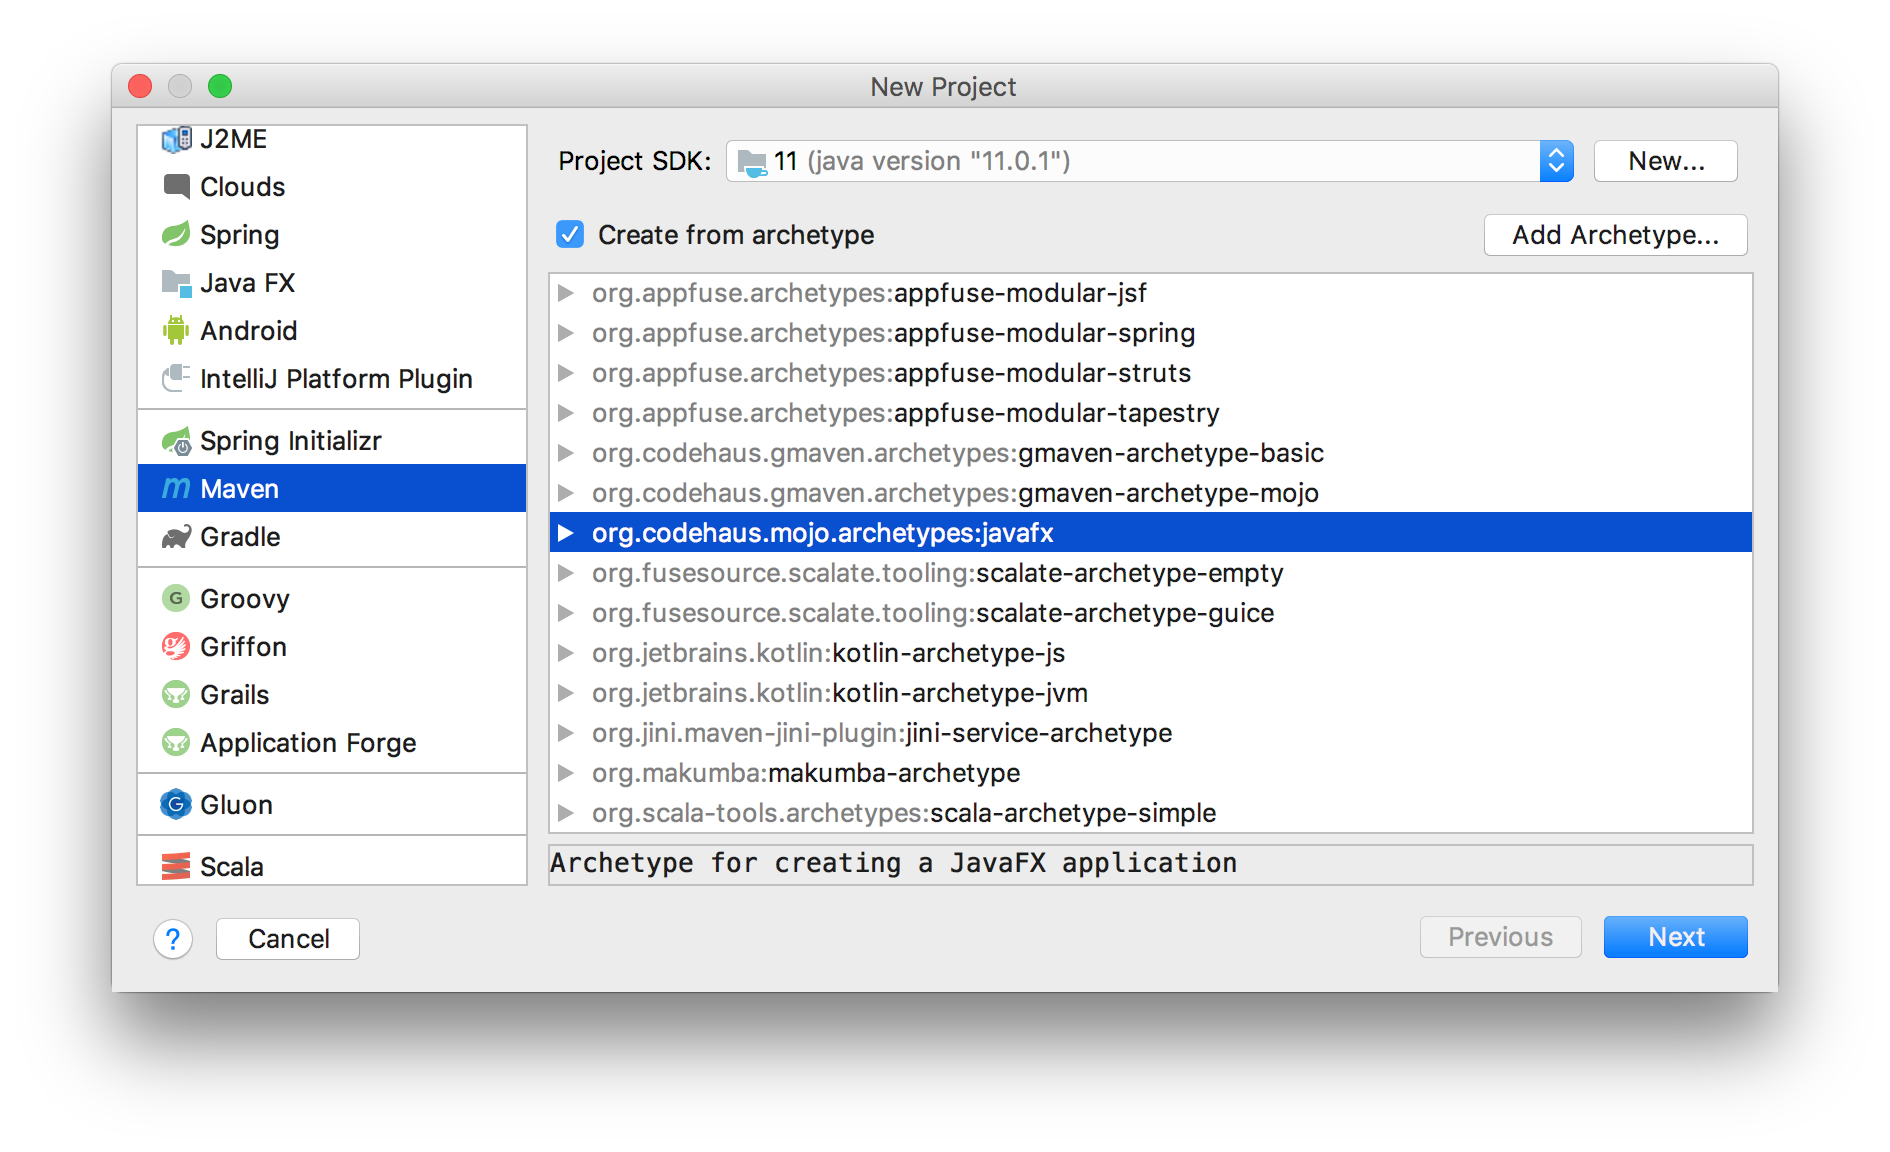 New Project
J2ME
Clouds
Spring
Java FX
Android
IntelliJ Platform Plugin
Spring Initializr
Maven
Gradle
Groovy
Griffon
Grails
Application Forge
Gluon
Scala
Project SDK: 11 (java version "11.0.1") New...
Create from archetype Add Archetype...
org.appfuse.archetypes:appfuse-modular-jsf
org.appfuse.archetypes:appfuse-modular-spring
org.appfuse.archetypes:appfuse-modular-struts
org.appfuse.archetypes:appfuse-modular-tapestry
org.codehaus.gmaven.archetypes:gmaven-archetype-basic
org.codehaus.gmaven.archetypes:gmaven-archetype-mojo
org.codehaus.mojo.archetypes:javafx
org.fusesource.scalate.tooling:scalate-archetype-empty
org.fusesource.scalate.tooling:scalate-archetype-guice
org.jetbrains.kotlin:kotlin-archetype-js
org.jetbrains.kotlin:kotlin-archetype-jvm
org.jini.maven-jini-plugin:jini-service-archetype
org.makumba:makumba-archetype
org.scala-tools.archetypes:scala-archetype-simple
Archetype for creating a JavaFX application
? Cancel Previous Next